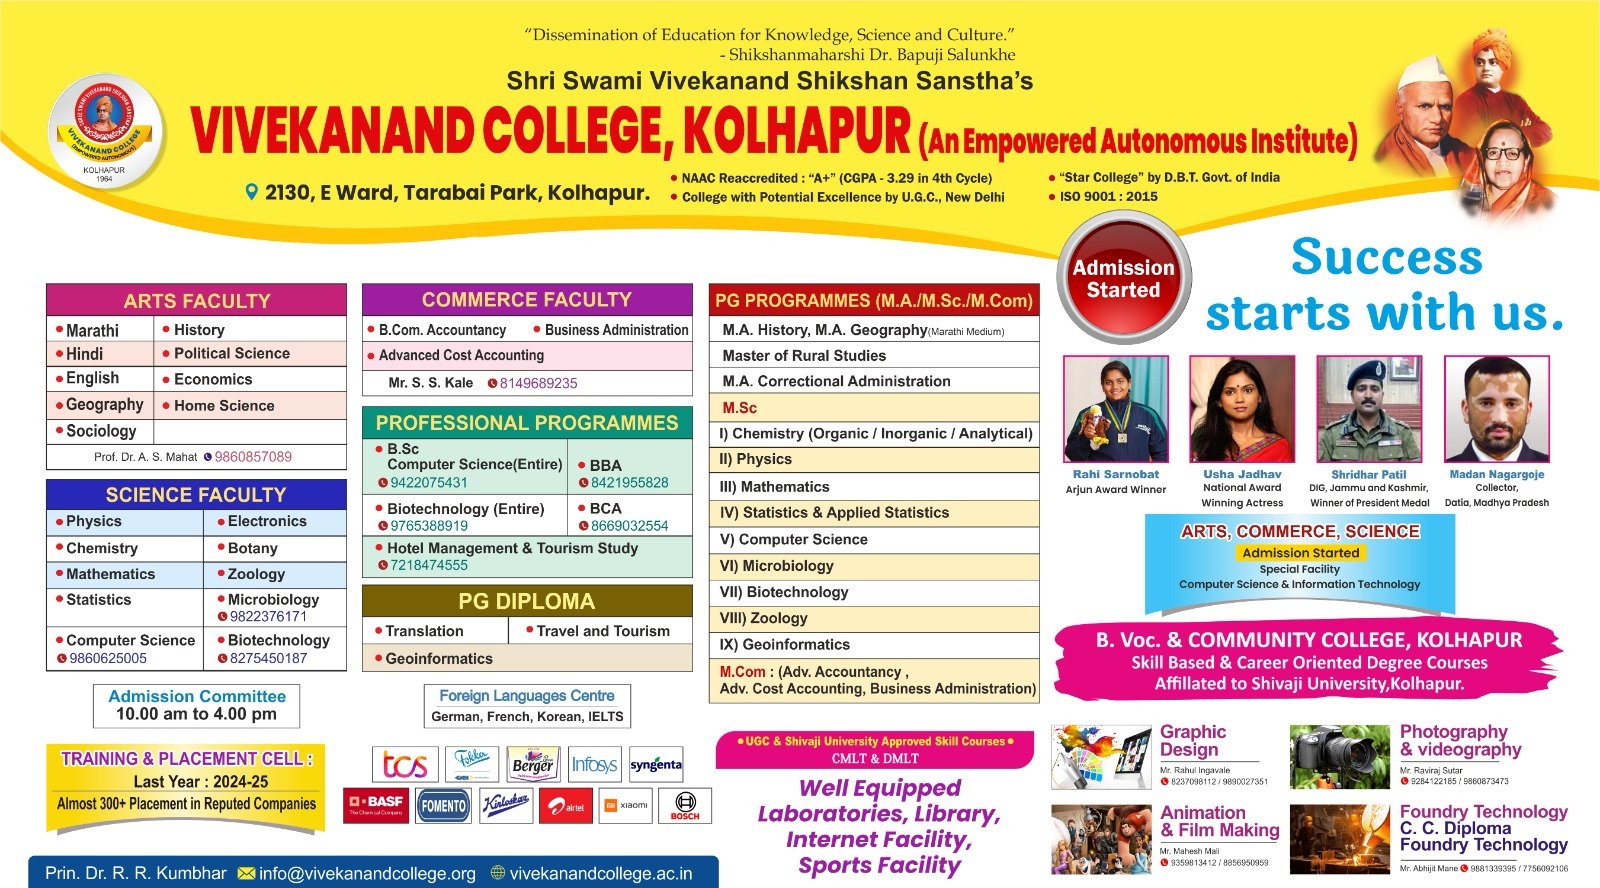 “Dissemination of Education for Knowledge, Science and Culture.”
- Shikshanmaharshi Dr. Bapuji Salunkhe
Shri Swami Vivekanand Shikshan Sanstha’s
VIVEKANAND COLLEGE, KOLHAPUR (An Empowered Autonomous Institute)
KOLHAPUR
1964
2130, E Ward, Tarabai Park, Kolhapur.
• NAAC Reaccredited : “A+” (CGPA - 3.29 in 4th Cycle)
• College with Potential Excellence by U.G.C., New Delhi
• “Star College” by D.B.T. Govt. of India
• ISO 9001 : 2015
Admission
Started
Success
starts with us.
ARTS FACULTY
• Marathi • History
• Hindi • Political Science
• English • Economics
• Geography • Home Science
• Sociology
Prof. Dr. A. S. Mahat 9860857089
SCIENCE FACULTY
• Physics • Electronics
• Chemistry • Botany
• Mathematics • Zoology
• Statistics • Microbiology
9822376171
• Computer Science • Biotechnology
9860625005 8275450187
Admission Committee
10.00 am to 4.00 pm
TRAINING & PLACEMENT CELL :
Last Year : 2024-25
Almost 300+ Placement in Reputed Companies
COMMERCE FACULTY
• B.Com. Accountancy • Business Administration
• Advanced Cost Accounting
Mr. S. S. Kale 8149689235
PROFESSIONAL PROGRAMMES
• B.Sc
Computer Science(Entire) • BBA
9422075431 8421955828
• Biotechnology (Entire) • BCA
9765388919 8669032554
• Hotel Management & Tourism Study
7218474555
PG DIPLOMA
• Translation • Travel and Tourism
• Geoinformatics
Foreign Languages Centre
German, French, Korean, IELTS
tcs Berger Infosys syngenta
BASF FOMENTO Kirloskar airtel xiaomi BOSCH
The Chemical Company
PG PROGRAMMES (M.A./M.Sc./M.Com)
M.A. History, M.A. Geography(Marathi Medium)
Master of Rural Studies
M.A. Correctional Administration
M.Sc
I) Chemistry (Organic / Inorganic / Analytical)
II) Physics
III) Mathematics
IV) Statistics & Applied Statistics
V) Computer Science
VI) Microbiology
VII) Biotechnology
VIII) Zoology
IX) Geoinformatics
M.Com : (Adv. Accountancy ,
Adv. Cost Accounting, Business Administration)
• UGC & Shivaji University Approved Skill Courses •
CMLT & DMLT
Well Equipped
Laboratories, Library,
Internet Facility,
Sports Facility
Rahi Sarnobat
Arjun Award Winner
Usha Jadhav
National Award
Winning Actress
Shridhar Patil
DIG, Jammu and Kashmir,
Winner of President Medal
Madan Nagargoje
Collector,
Datia, Madhya Pradesh
ARTS, COMMERCE, SCIENCE
Admission Started
Special Facility
Computer Science & Information Technology
B. Voc. & COMMUNITY COLLEGE, KOLHAPUR
Skill Based & Career Oriented Degree Courses
Affillated to Shivaji University,Kolhapur.
Graphic
Design
Mr. Rahul Ingavale
8237098112 / 9890027351
Photography
& videography
Mr. Raviraj Sutar
9284122185 / 9860873473
Animation
& Film Making
Mr. Mahesh Mali
9359813412 / 8856950959
Foundry Technology
C. C. Diploma
Foundry Technology
Mr. Abhijit Mane 9881339395 / 7756092106
Prin. Dr. R. R. Kumbhar info@vivekanandcollege.org vivekanandcollege.ac.in